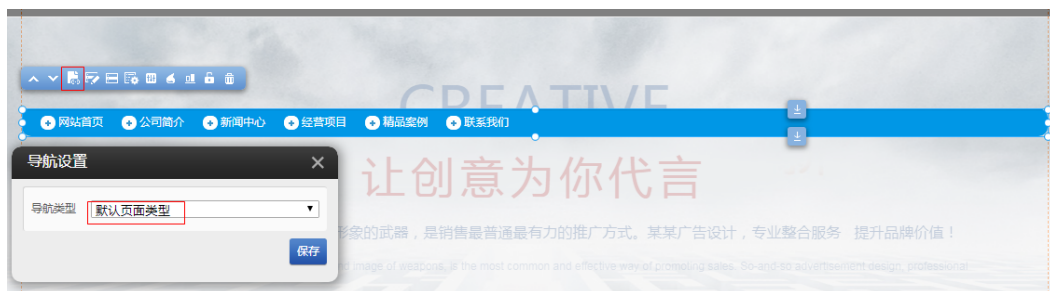 CREATIVE
网站首页 公司简介 新闻中心 经营项目 精品案例 联系我们
导航设置
让创意为你代言
导航类型 默认页面类型
形象的武器，是销售最普通最有力的推广方式。某某广告设计，专业整合服务 提升品牌价值！
保存
image of weapons, is the most common and effective way of promoting sales. So-and-so advertisement design, professional